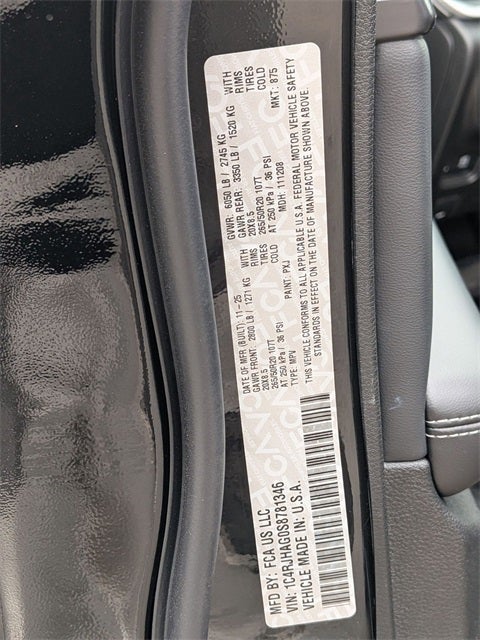 MFD BY: FCA US LLC
VIN: 1C4RJHAG0S8781346
VEHICLE MADE IN: U.S.A.
DATE OF MFR (BUILT): 11-25
GAWR FRONT: 2800 LB / 1271 KG WITH
20X8.5 RIMS
265/50R20 107T TIRES
AT 250 kPa / 36 PSI COLD
TYPE: MPV PAINT: PXJ
GVWR: 6050 LB / 2745 KG
GAWR REAR: 3350 LB / 1520 KG WITH
20X8.5 RIMS
265/50R20 107T TIRES
AT 250 kPa / 36 PSI COLD
MDH: 111208 MKT: 875
THIS VEHICLE CONFORMS TO ALL APPLICABLE U.S.A. FEDERAL MOTOR VEHICLE SAFETY
STANDARDS IN EFFECT ON THE DATE OF MANUFACTURE SHOWN ABOVE.